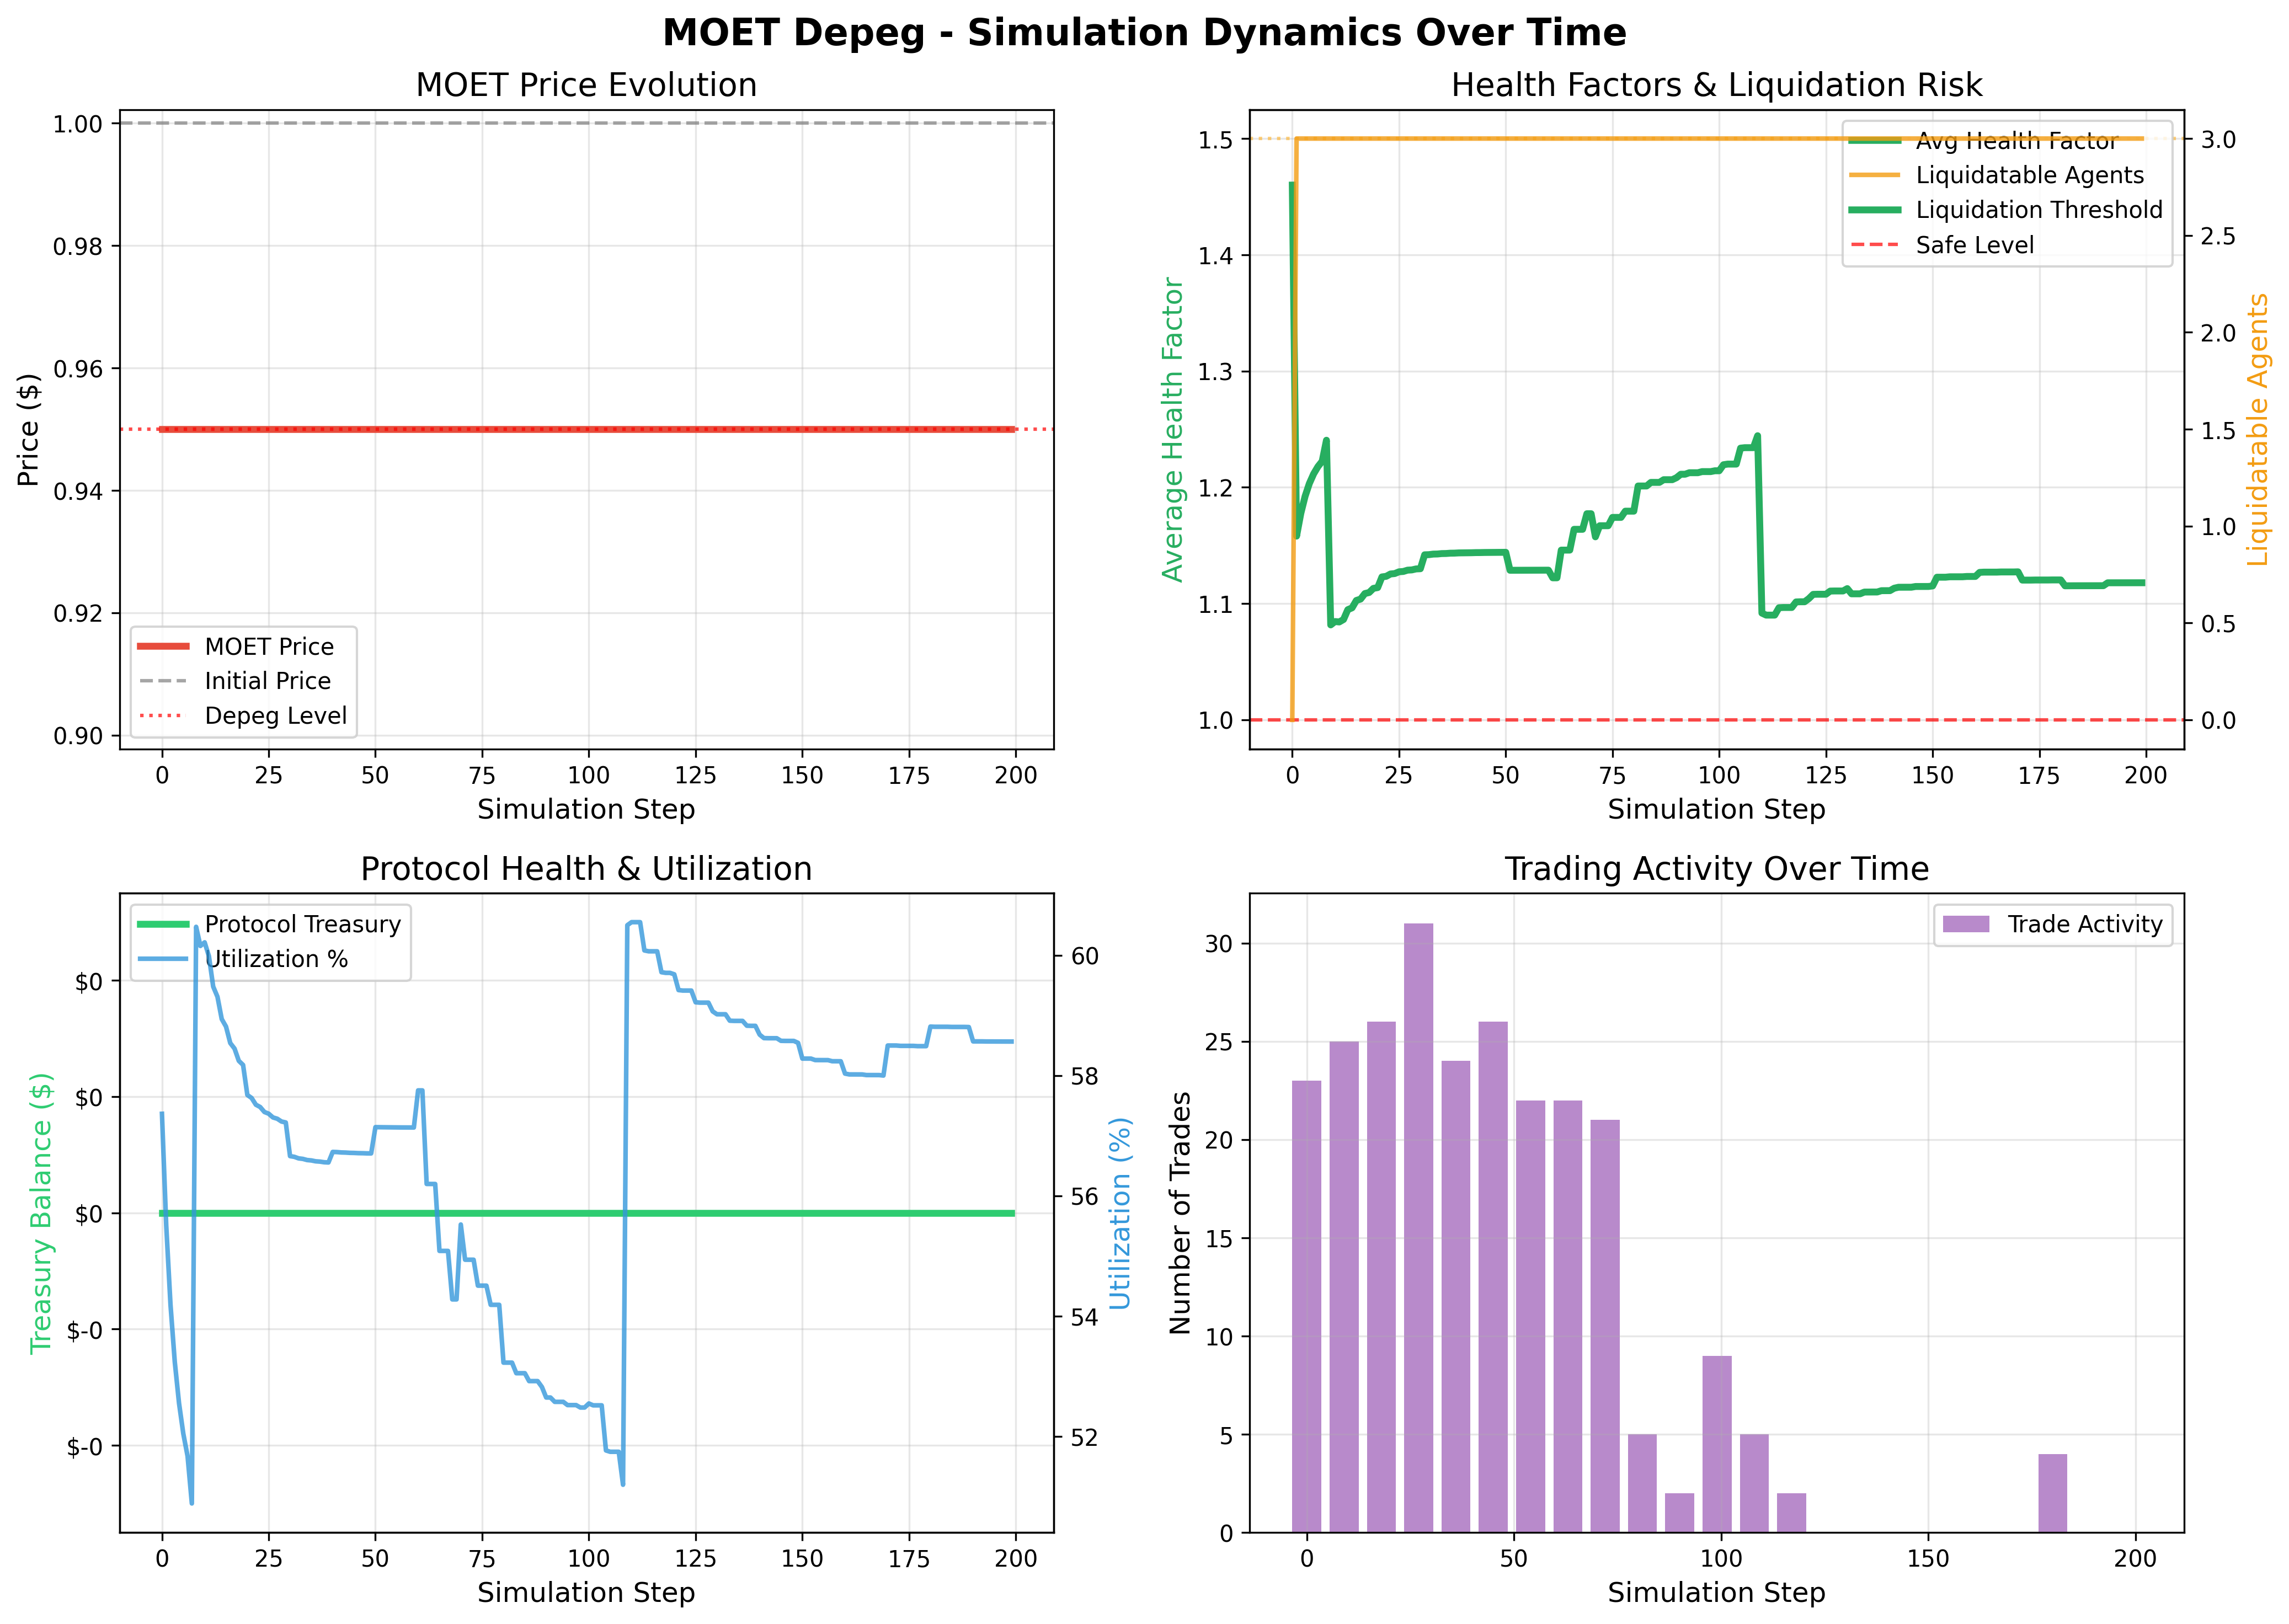 MOET Depeg - Simulation Dynamics Over Time
MOET Price Evolution
Price ($)
1.00
0.98
0.96
0.94
0.92
0.90
MOET Price
Initial Price
Depeg Level
0 25 50 75 100 125 150 175 200
Simulation Step
Health Factors & Liquidation Risk
Average Health Factor
1.5
1.4
1.3
1.2
1.1
1.0
Avg Health Factor
Liquidatable Agents
Liquidation Threshold
Safe Level
3.0
2.5
2.0
1.5
1.0
0.5
0.0
Liquidatable Agents
0 25 50 75 100 125 150 175 200
Simulation Step
Protocol Health & Utilization
Treasury Balance ($)
$0
$0
$0
$-0
$-0
Protocol Treasury
Utilization %
60
58
56
54
52
Utilization (%)
0 25 50 75 100 125 150 175 200
Simulation Step
Trading Activity Over Time
Number of Trades
30
25
20
15
10
5
0
Trade Activity
0 50 100 150 200
Simulation Step